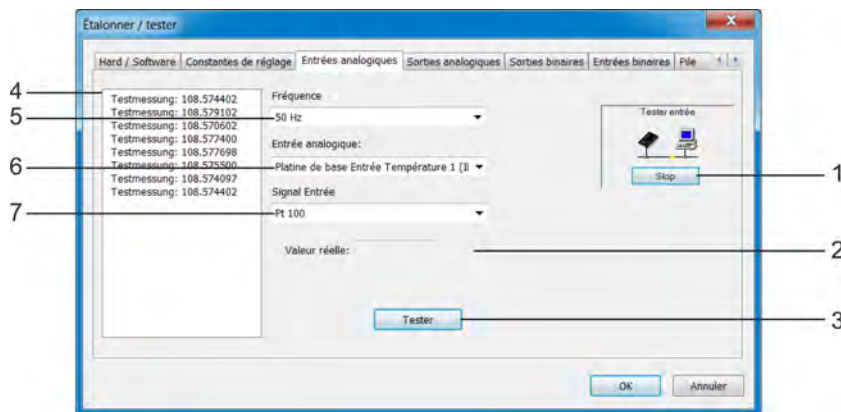 Étalonner / tester
Hard / Software Constantes de réglage Entrées analogiques Sorties analogiques Sorties binaires Entrées binaires Pile
4
Testmessung: 108.574402
Testmessung: 108.579102
Testmessung: 108.570602
Testmessung: 108.577400
Testmessung: 108.577698
Testmessung: 108.575500
Testmessung: 108.574097
Testmessung: 108.574402
Fréquence
5
50 Hz
Entrée analogique:
6
Platine de base Entrée Température 1 (I
Signal Entrée
7
Pt 100
Valeur réelle:
2
Tester entrée
Stop
1
Tester
3
OK
Annuler